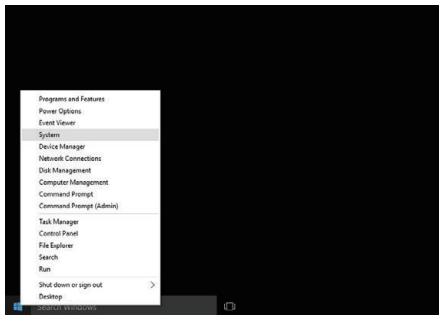 Programs and Features
Power Options
Event Viewer
System
Device Manager
Network Connections
Disk Management
Computer Management
Command Prompt
Command Prompt (Admin)
Task Manager
Control Panel
File Explorer
Search
Run
Shut down or sign out
Desktop
Search Windows